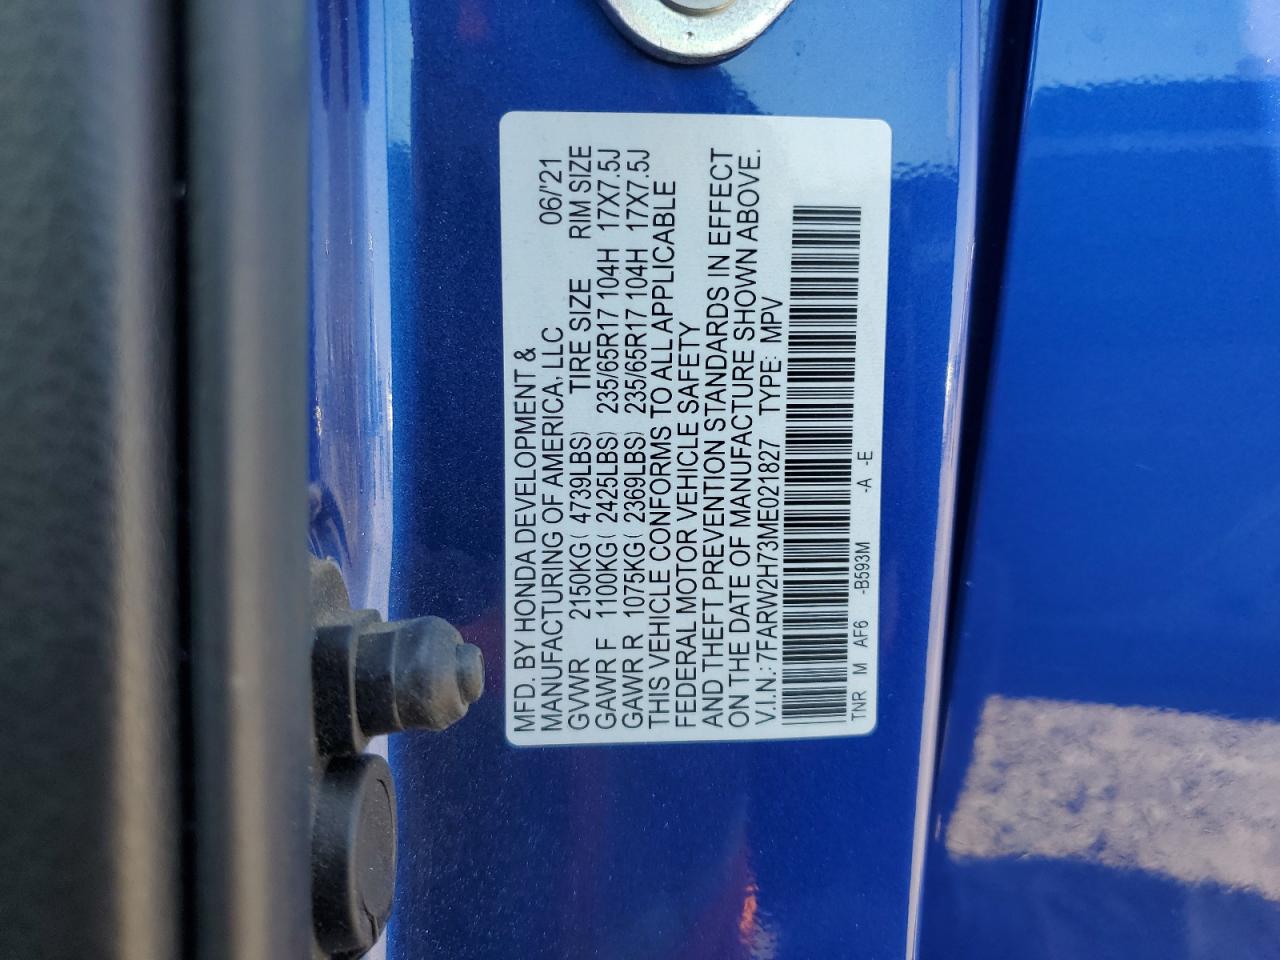 MFD. BY HONDA DEVELOPMENT &
MANUFACTURING OF AMERICA, LLC 06/'21
GVWR 2150KG( 4739LBS) TIRE SIZE RIM SIZE
GAWR F 1100KG( 2425LBS) 235/65R17 104H 17X7.5J
GAWR R 1075KG( 2369LBS) 235/65R17 104H 17X7.5J
THIS VEHICLE CONFORMS TO ALL APPLICABLE
FEDERAL MOTOR VEHICLE SAFETY
AND THEFT PREVENTION STANDARDS IN EFFECT
ON THE DATE OF MANUFACTURE SHOWN ABOVE.
V.I.N.: 7FARW2H73ME021827 TYPE: MPV
TNR M AF6 -B593M -A -E